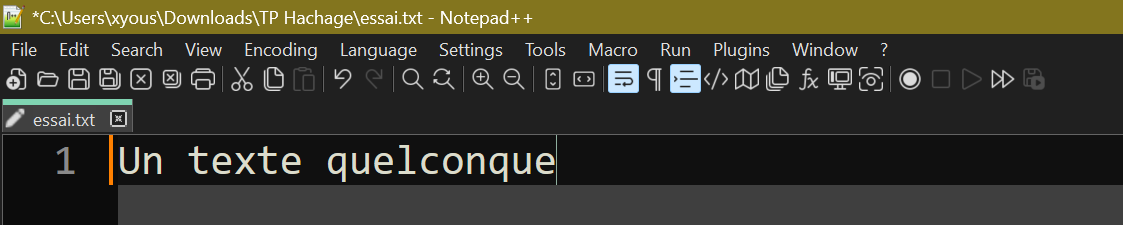 *C:\Users\xyous\Downloads\TP Hachage\essai.txt - Notepad++
File Edit Search View Encoding Language Settings Tools Macro Run Plugins Window ?
essai.txt
1 Un texte quelconque